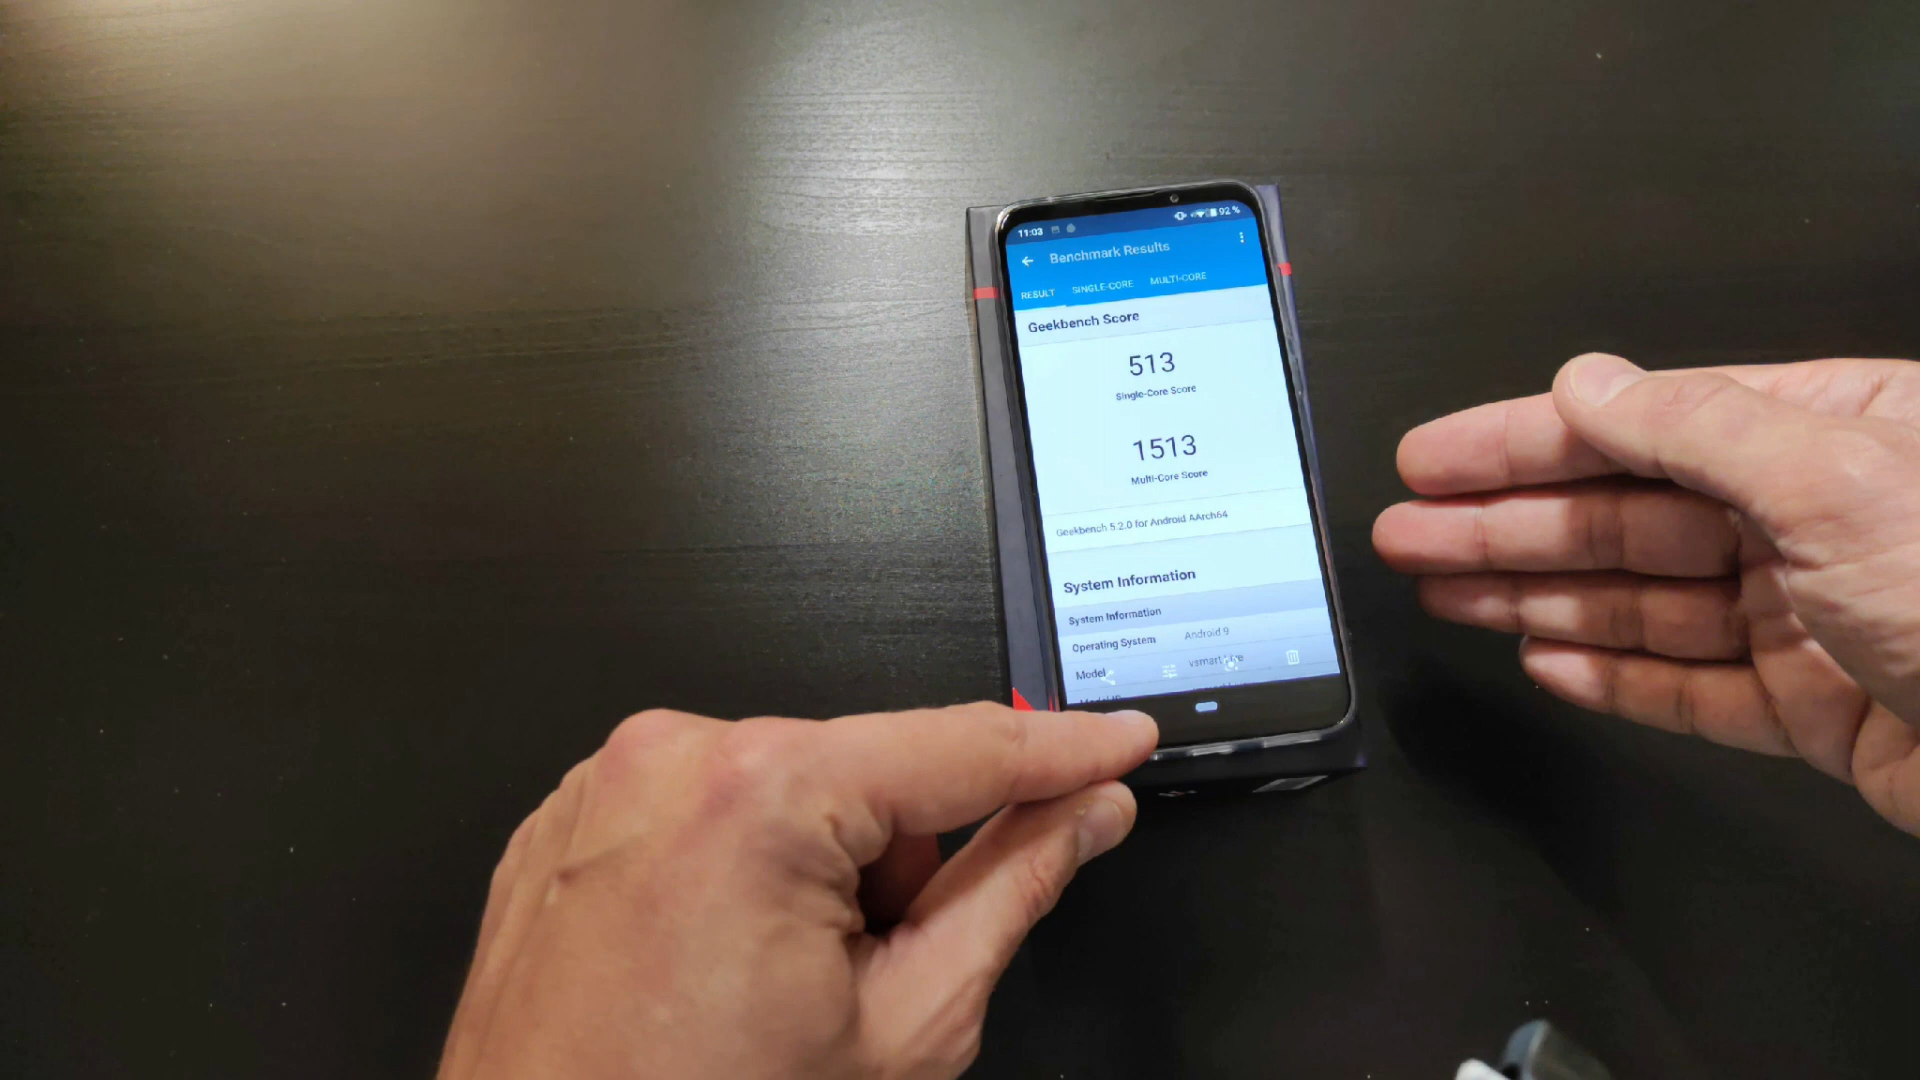 11:03 92 %
Benchmark Results
RESULT SINGLE-CORE MULTI-CORE
Geekbench Score
513
Single-Core Score
1513
Multi-Core Score
Geekbench 5.2.0 for Android AArch64
System Information
System Information
Operating System Android 9
Model vsmart